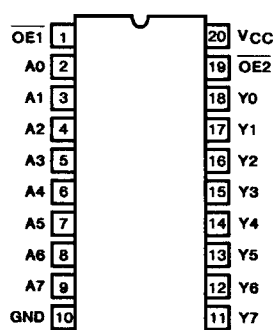 OE1 1 20 VCC
A0 2 19 OE2
A1 3 18 Y0
A2 4 17 Y1
A3 5 16 Y2
A4 6 15 Y3
A5 7 14 Y4
A6 8 13 Y5
A7 9 12 Y6
GND 10 11 Y7